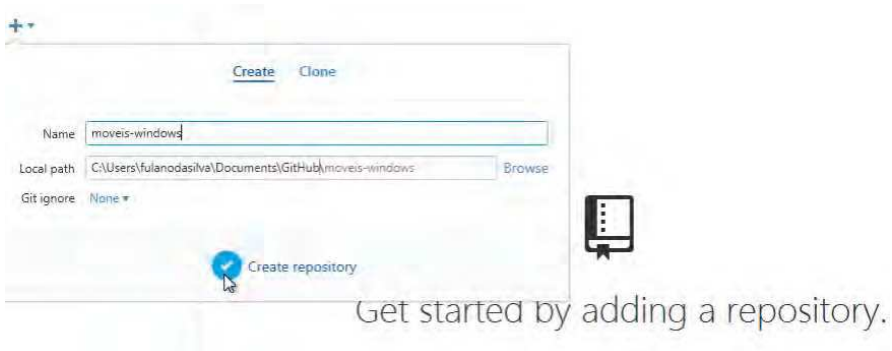 Create Clone
Name moveis-windows
Local path C:\Users\fulanodasilva\Documents\GitHub\moveis-windows Browse
Git ignore None
Create repository
Get started by adding a repository.